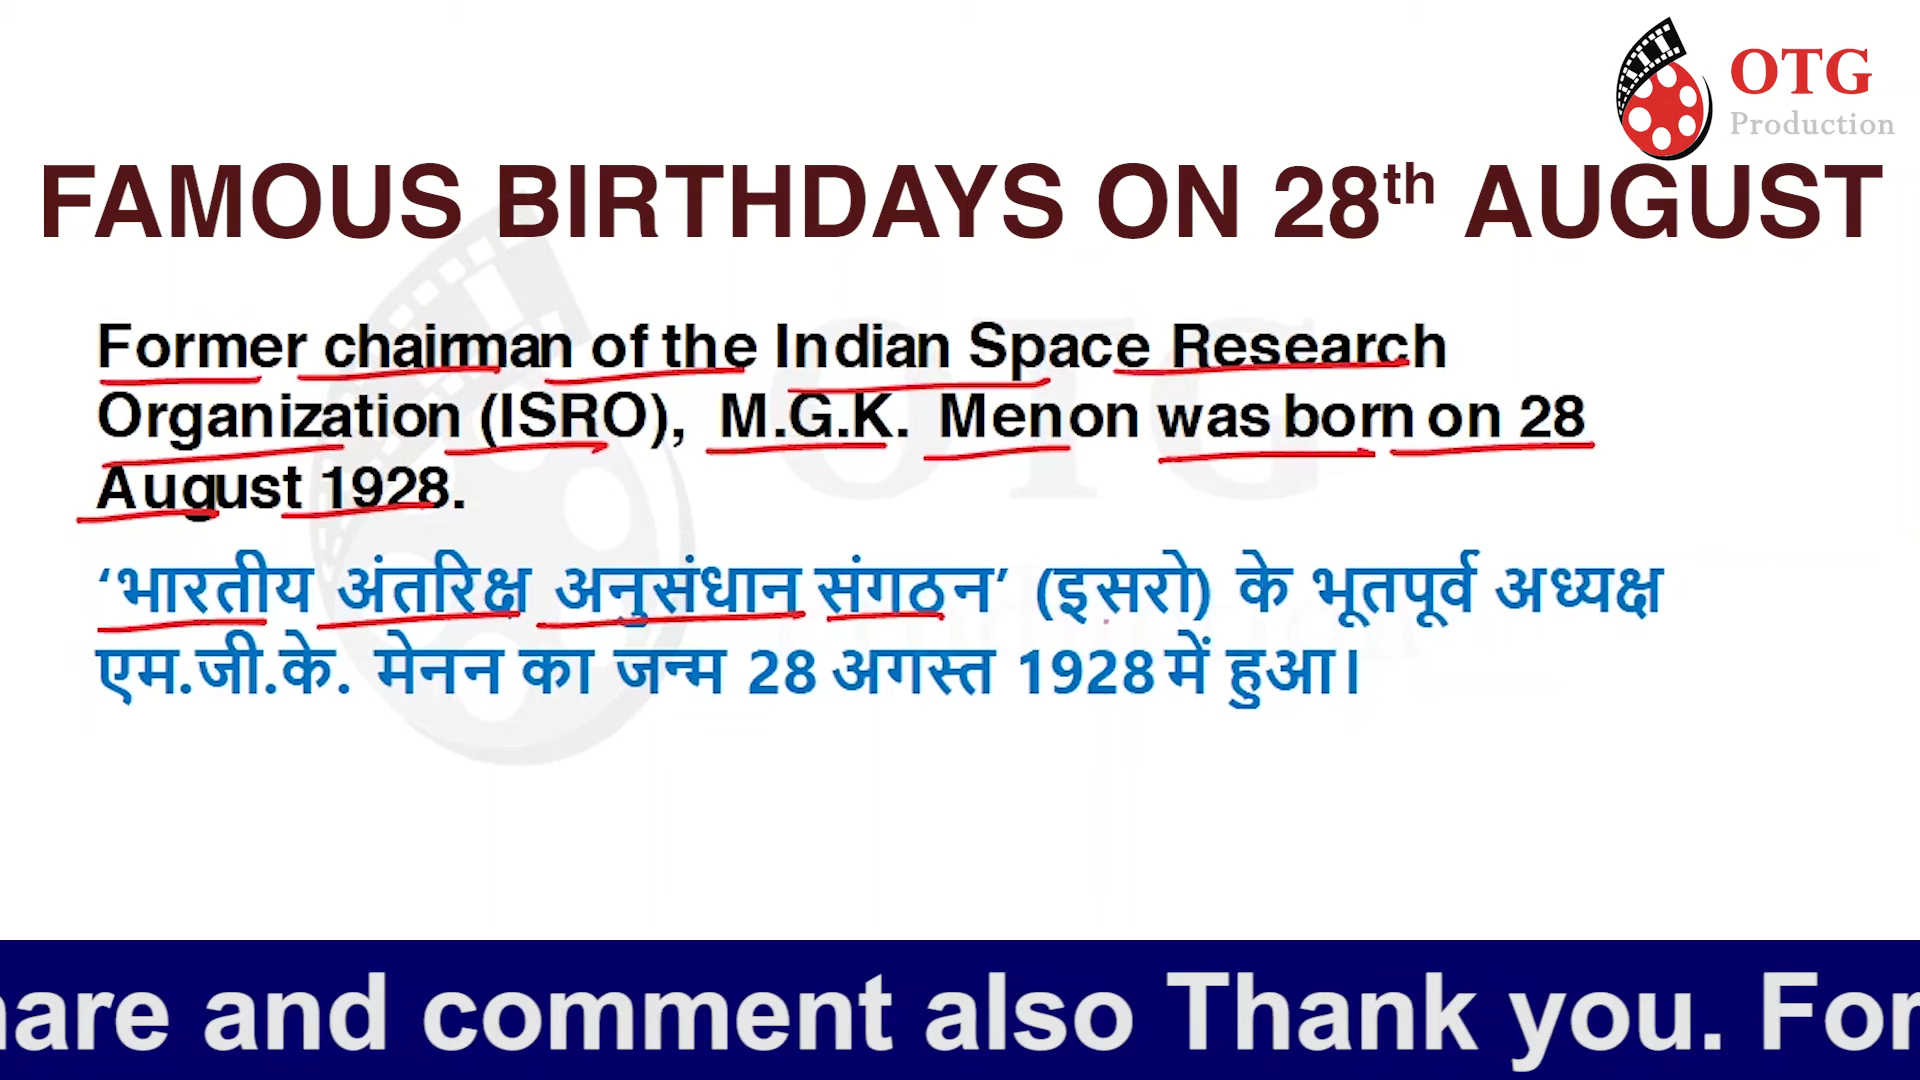 OTG
Production
FAMOUS BIRTHDAYS ON 28th AUGUST
Former chairman of the Indian Space Research
Organization (ISRO), M.G.K. Menon was born on 28
August 1928.
‘भारतीय अंतरिक्ष अनुसंधान संगठन’ (इसरो) के भूतपूर्व अध्यक्ष
एम.जी.के. मेनन का जन्म 28 अगस्त 1928 में हुआ।
and comment also Thank you.